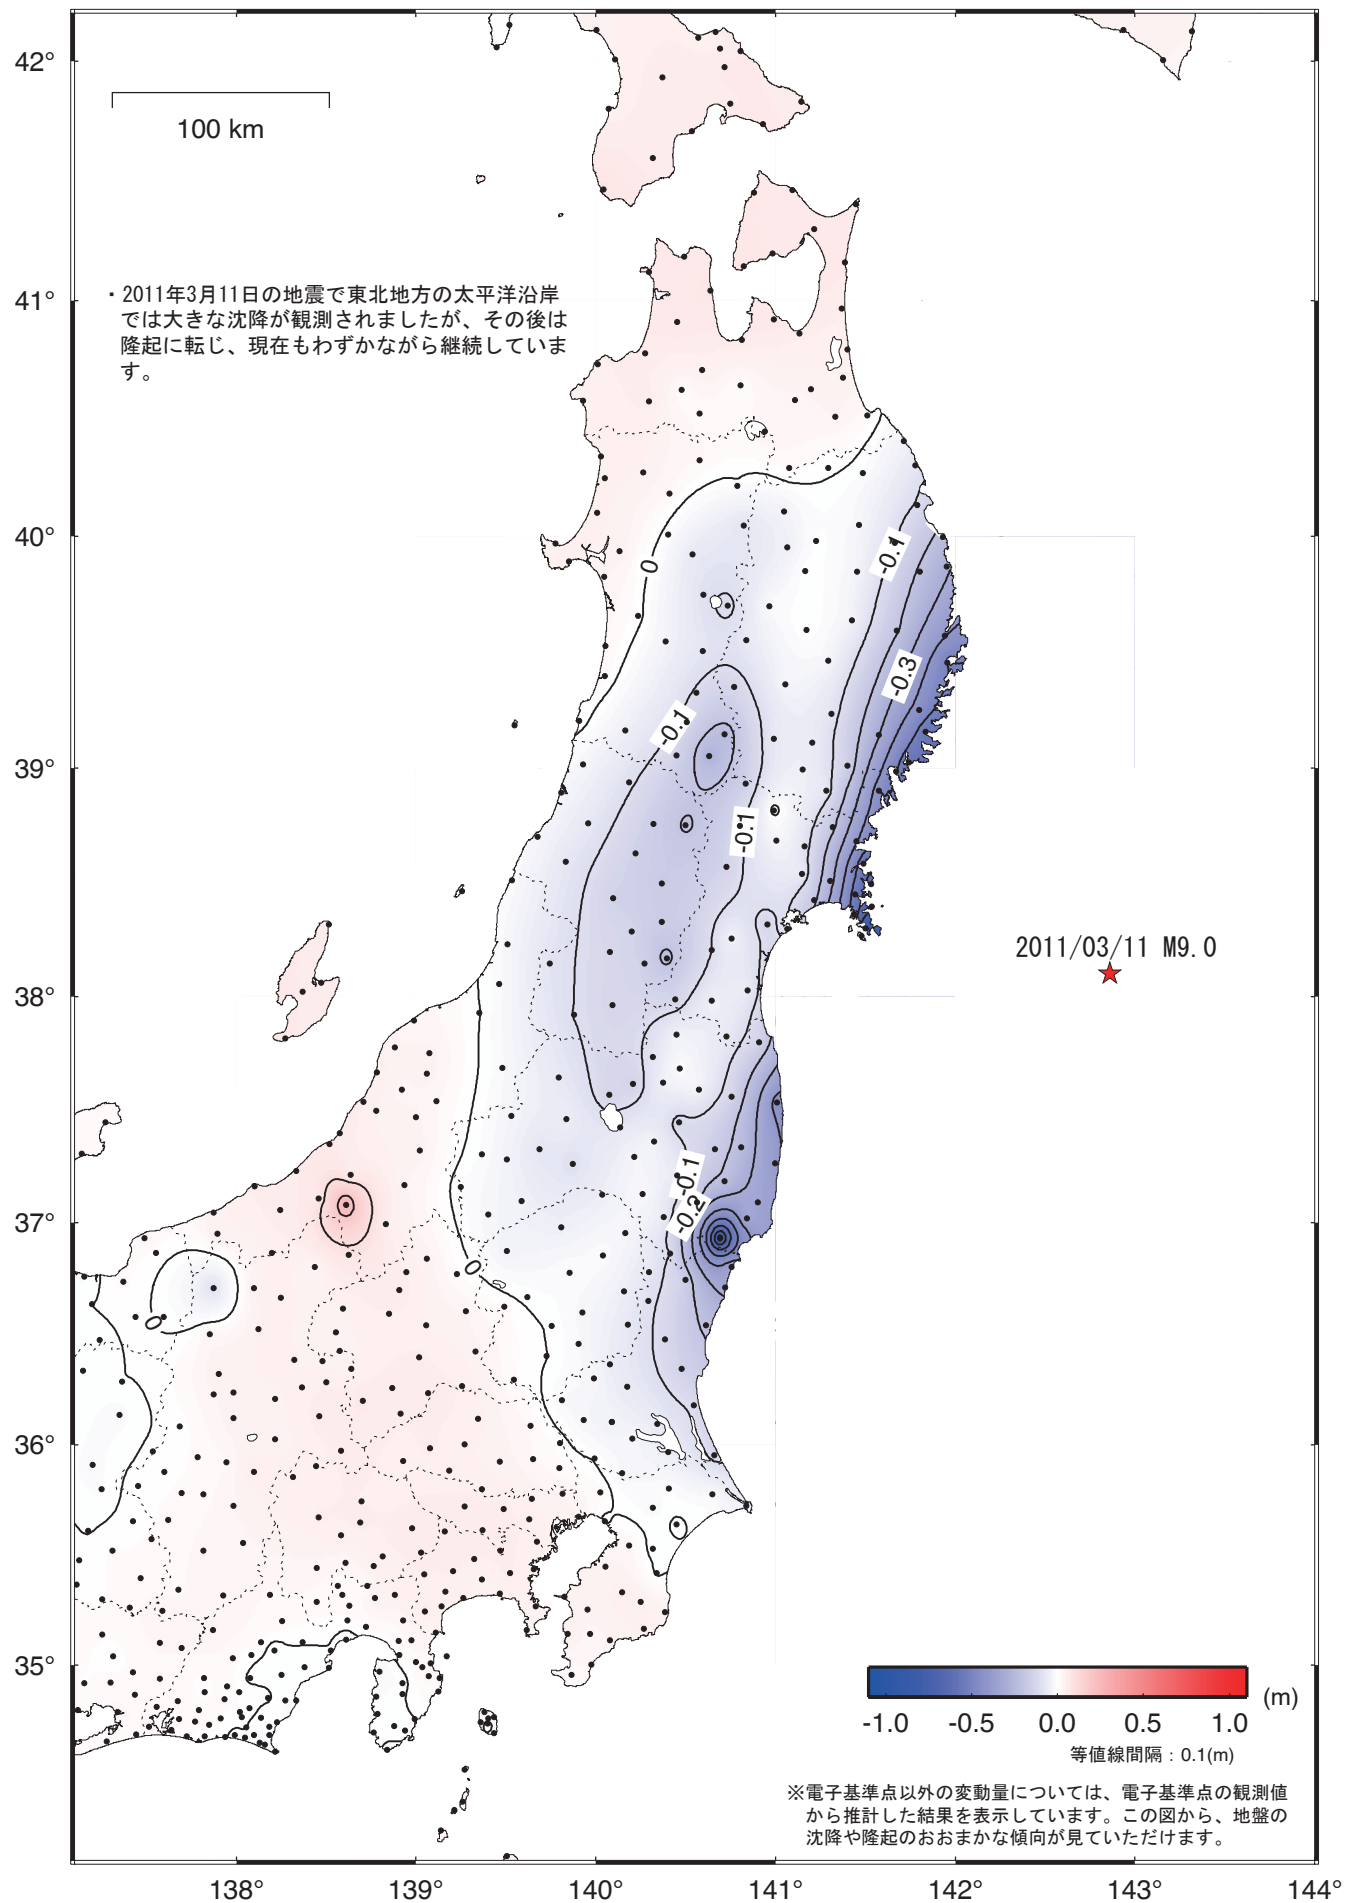 42°
100 km
41°
・2011年3月11日の地震で東北地方の太平洋沿岸
では大きな沈降が観測されましたが、その後は
隆起に転じ、現在もわずかながら継続していま
す。
40°
0
-0.1
-0.3
-0.1
39°
-0.1
2011/03/11 M9.0
38°
-0.1
-0.2
37°
0
0
36°
35°
(m)
-1.0 -0.5 0.0 0.5 1.0
等値線間隔：0.1(m)
※電子基準点以外の変動量については、電子基準点の観測値
から推計した結果を表示しています。この図から、地盤の
沈降や隆起のおおまかな傾向が見ていただけます。
138° 139° 140° 141° 142° 143° 144°